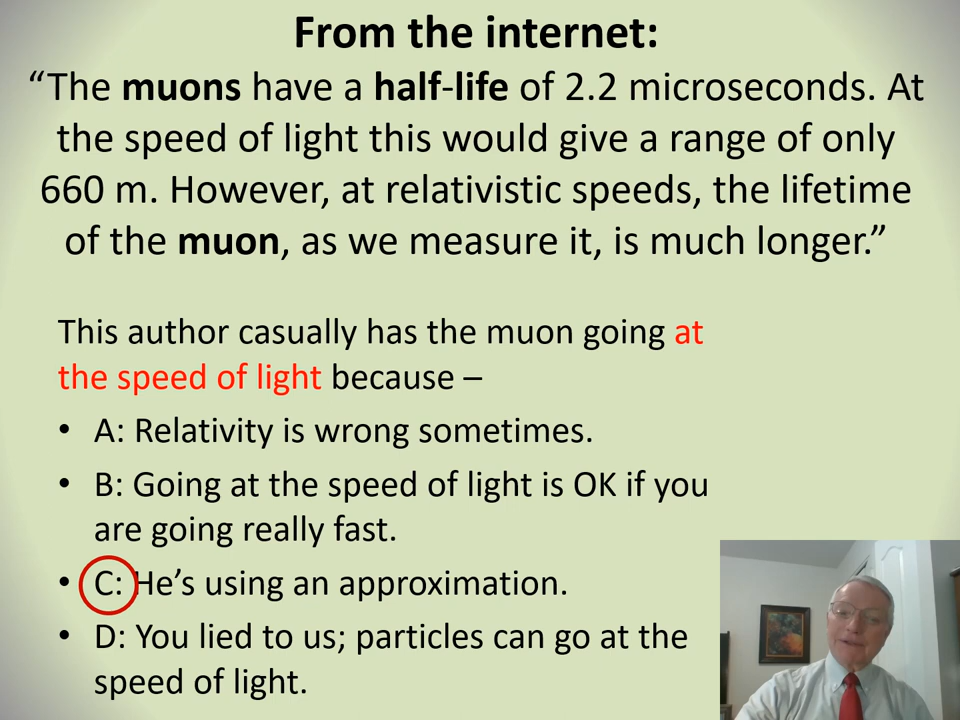 From the internet:
“The muons have a half-life of 2.2 microseconds. At
the speed of light this would give a range of only
660 m. However, at relativistic speeds, the lifetime
of the muon, as we measure it, is much longer.”
This author casually has the muon going at
the speed of light because –
• A: Relativity is wrong sometimes.
• B: Going at the speed of light is OK if you
are going really fast.
• C: He’s using an approximation.
• D: You lied to us; particles can go at the
speed of light.